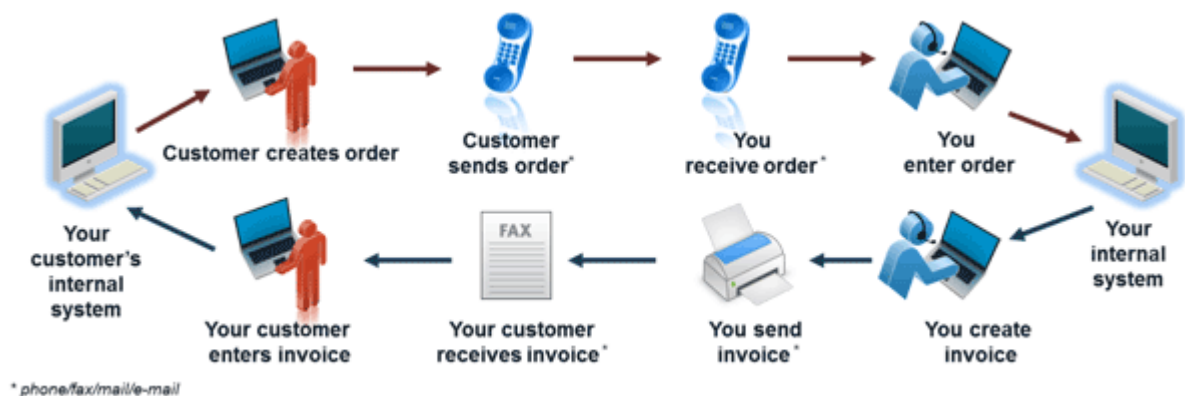 Customer creates order
Customer
sends order*
You
receive order*
You
enter order
Your
customer's
internal
system
Your
internal
system
FAX
Your customer
enters invoice
Your customer
receives invoice*
You send
invoice*
You create
invoice
* phone/fax/mail/e-mail